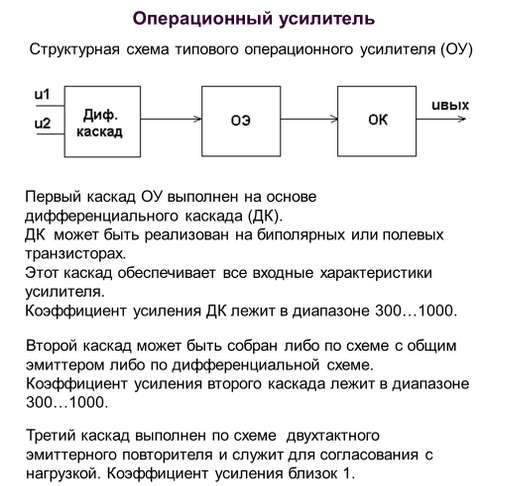 Операционный усилитель
Структурная схема типового операционного усилителя (ОУ)
u1
u2
Диф.
каскад
ОЭ
ОК
uвых
Первый каскад ОУ выполнен на основе
дифференциального каскада (ДК).
ДК может быть реализован на биполярных или полевых
транзисторах.
Этот каскад обеспечивает все входные характеристики
усилителя.
Коэффициент усиления ДК лежит в диапазоне 300…1000.
Второй каскад может быть собран либо по схеме с общим
эмиттером либо по дифференциальной схеме.
Коэффициент усиления второго каскада лежит в диапазоне
300…1000.
Третий каскад выполнен по схеме двухтактного
эмиттерного повторителя и служит для согласования с
нагрузкой. Коэффициент усиления близок 1.